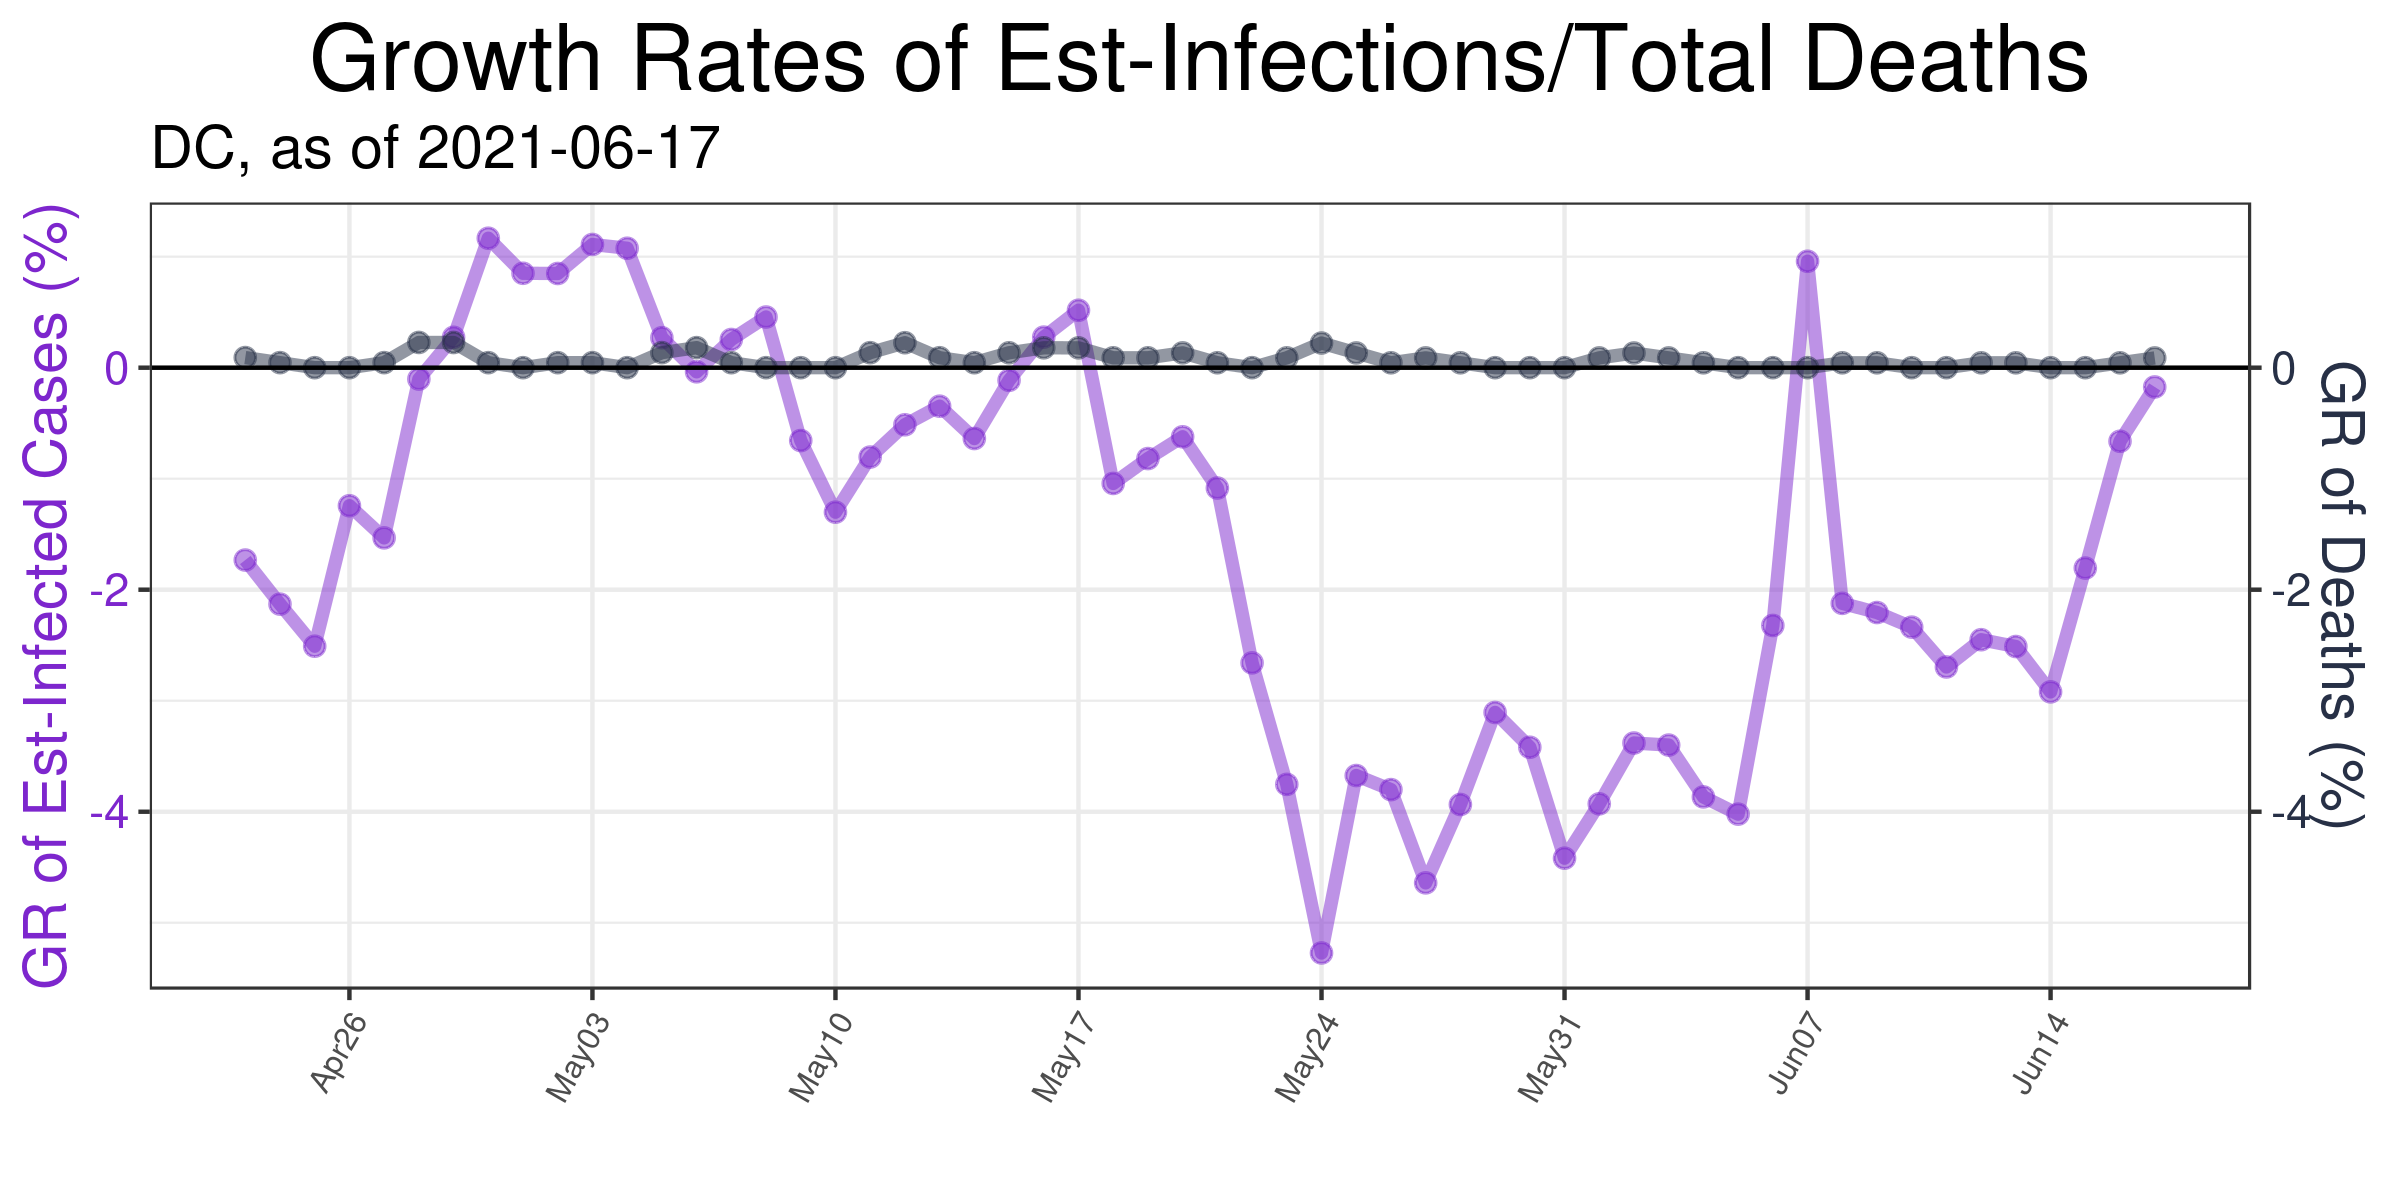 Growth Rates of Est-Infections/Total Deaths
DC, as of 2021-06-17
GR of Est-Infected Cases (%)
0
-2
-4
0
-2
-4
GR of Deaths (%)
Apr26
May03
May10
May17
May24
May31
Jun07
Jun14